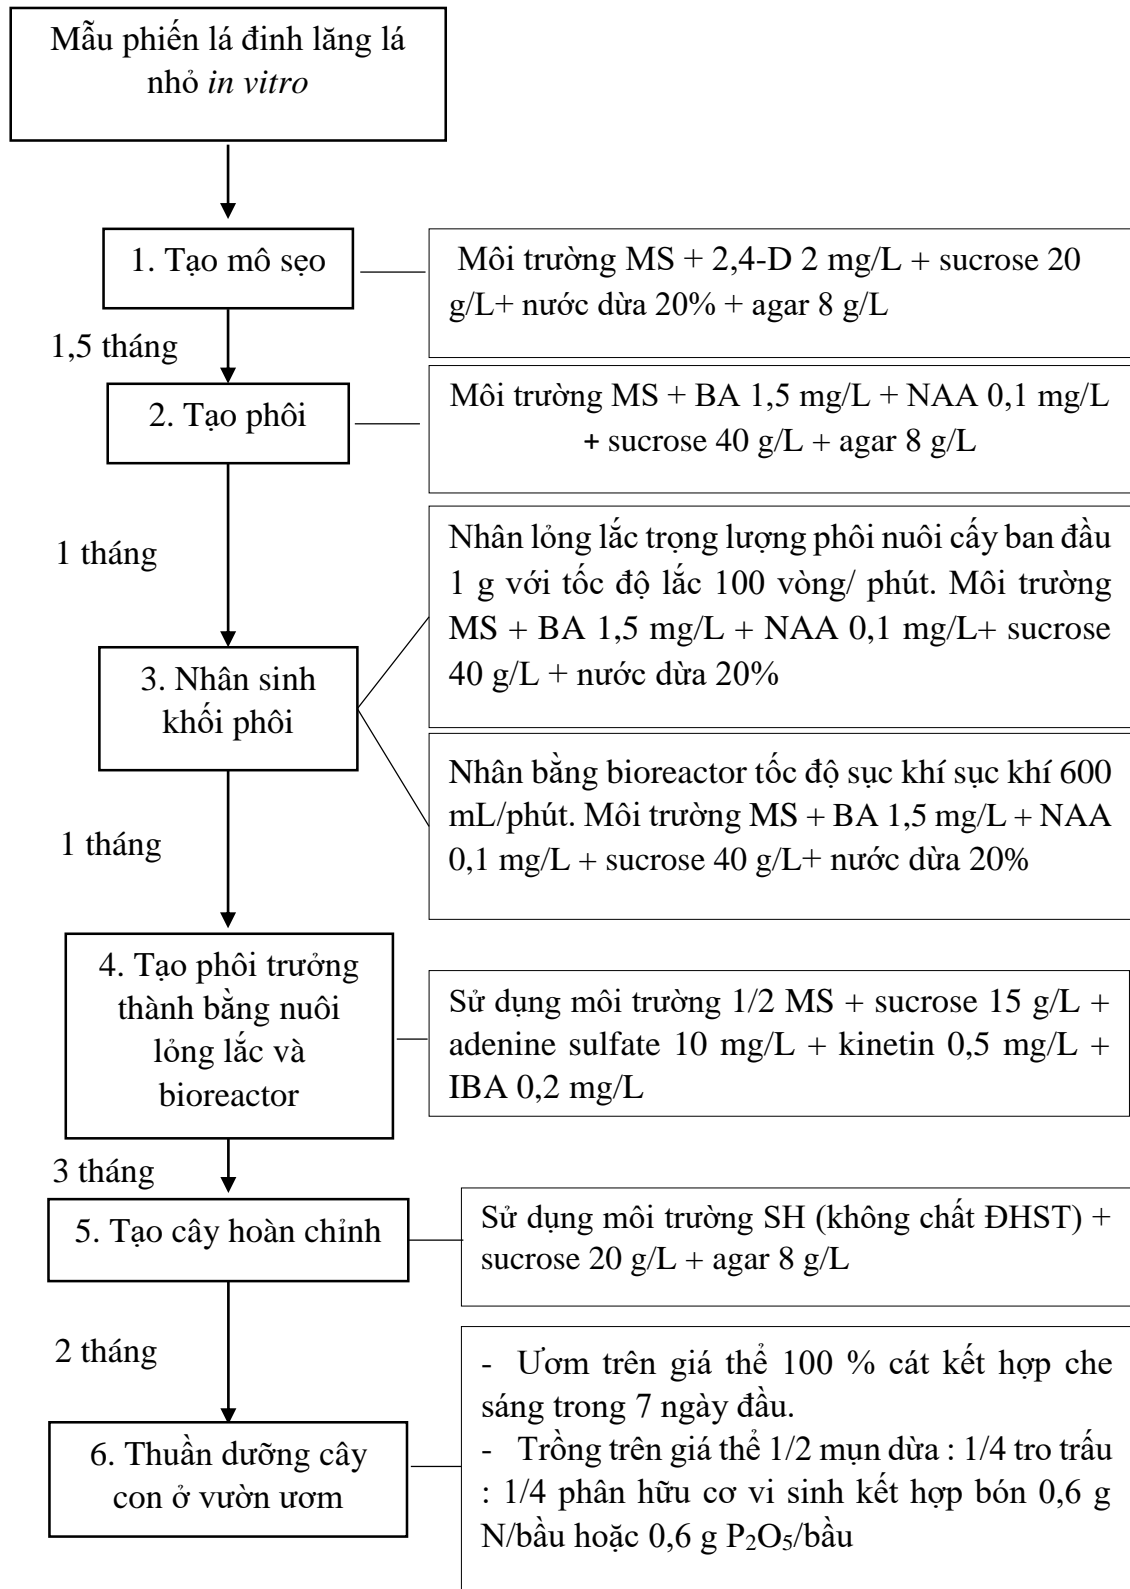 Mẫu phiến lá đinh lăng lá
nhỏ in vitro
1. Tạo mô sẹo
Môi trường MS + 2,4-D 2 mg/L + sucrose 20
g/L+ nước dừa 20% + agar 8 g/L
1,5 tháng
2. Tạo phôi
Môi trường MS + BA 1,5 mg/L + NAA 0,1 mg/L
+ sucrose 40 g/L + agar 8 g/L
1 tháng
3. Nhân sinh
khối phôi
Nhân lỏng lắc trọng lượng phôi nuôi cấy ban đầu
1 g với tốc độ lắc 100 vòng/ phút. Môi trường
MS + BA 1,5 mg/L + NAA 0,1 mg/L+ sucrose
40 g/L + nước dừa 20%
Nhân bằng bioreactor tốc độ sục khí sục khí 600
mL/phút. Môi trường MS + BA 1,5 mg/L + NAA
0,1 mg/L + sucrose 40 g/L+ nước dừa 20%
1 tháng
4. Tạo phôi trưởng
thành bằng nuôi
lỏng lắc và
bioreactor
Sử dụng môi trường 1/2 MS + sucrose 15 g/L +
adenine sulfate 10 mg/L + kinetin 0,5 mg/L +
IBA 0,2 mg/L
3 tháng
5. Tạo cây hoàn chỉnh
Sử dụng môi trường SH (không chất ĐHST) +
sucrose 20 g/L + agar 8 g/L
2 tháng
6. Thuần dưỡng cây
con ở vườn ươm
- Ươm trên giá thể 100 % cát kết hợp che
sáng trong 7 ngày đầu.
- Trồng trên giá thể 1/2 mụn dừa : 1/4 tro trấu
: 1/4 phân hữu cơ vi sinh kết hợp bón 0,6 g
N/bầu hoặc 0,6 g P₂O₅/bầu